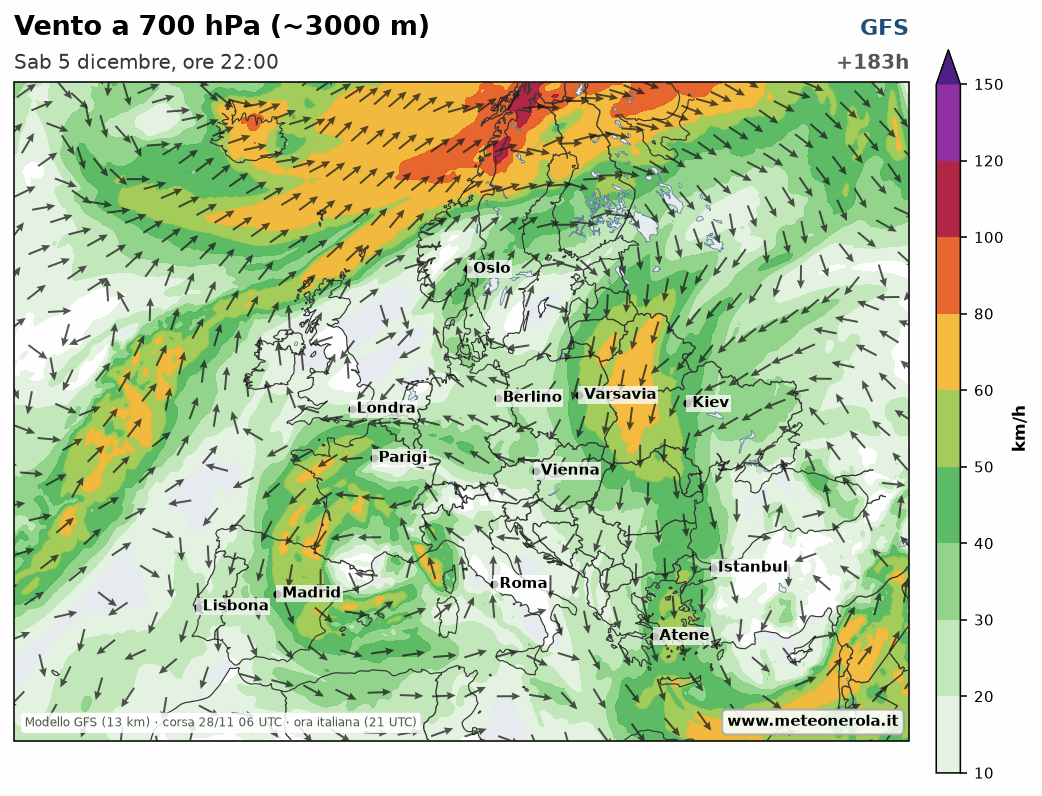 Vento a 700 hPa (~3000 m)
GFS
Sab 5 dicembre, ore 22:00
+183h
150
120
100
80
60
50
40
30
20
10
km/h
Oslo
Berlino
Varsavia
Kiev
Londra
Parigi
Vienna
Istanbul
Roma
Madrid
Lisbona
Atene
Modello GFS (13 km) · corsa 28/11 06 UTC · ora italiana (21 UTC)
www.meteonerola.it